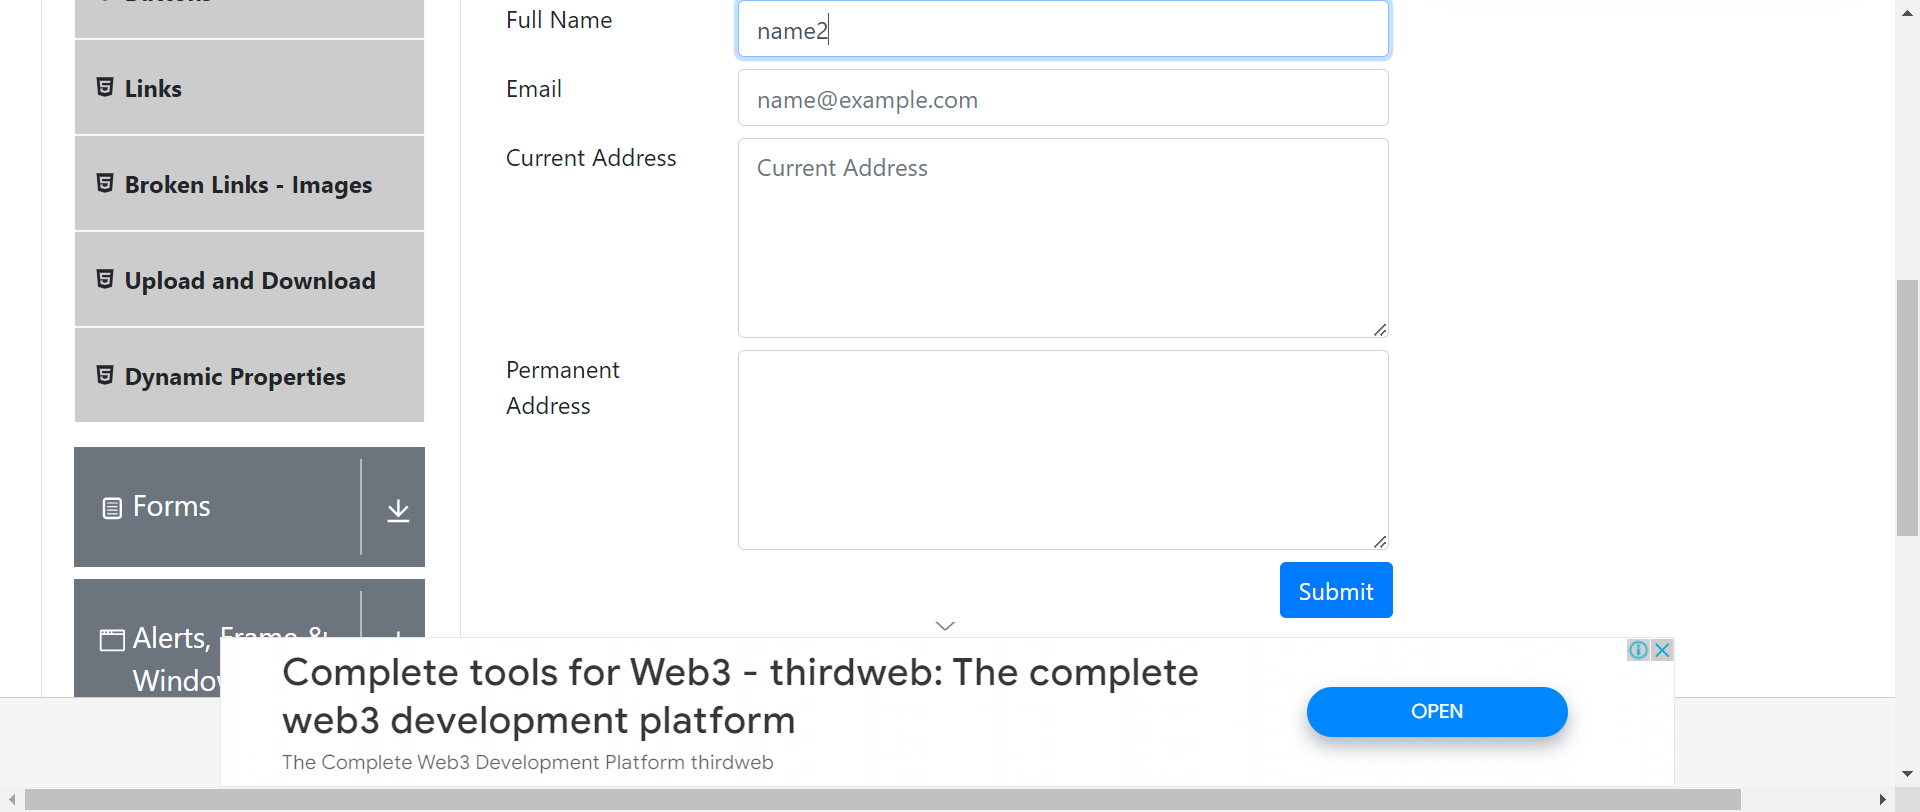 Links
Broken Links - Images
Upload and Download
Dynamic Properties
Forms
Alerts, Frame &
Full Name
name2
Email
name@example.com
Current Address
Current Address
Permanent
Address
Submit
Complete tools for Web3 - thirdweb: The complete
web3 development platform
The Complete Web3 Development Platform thirdweb
OPEN